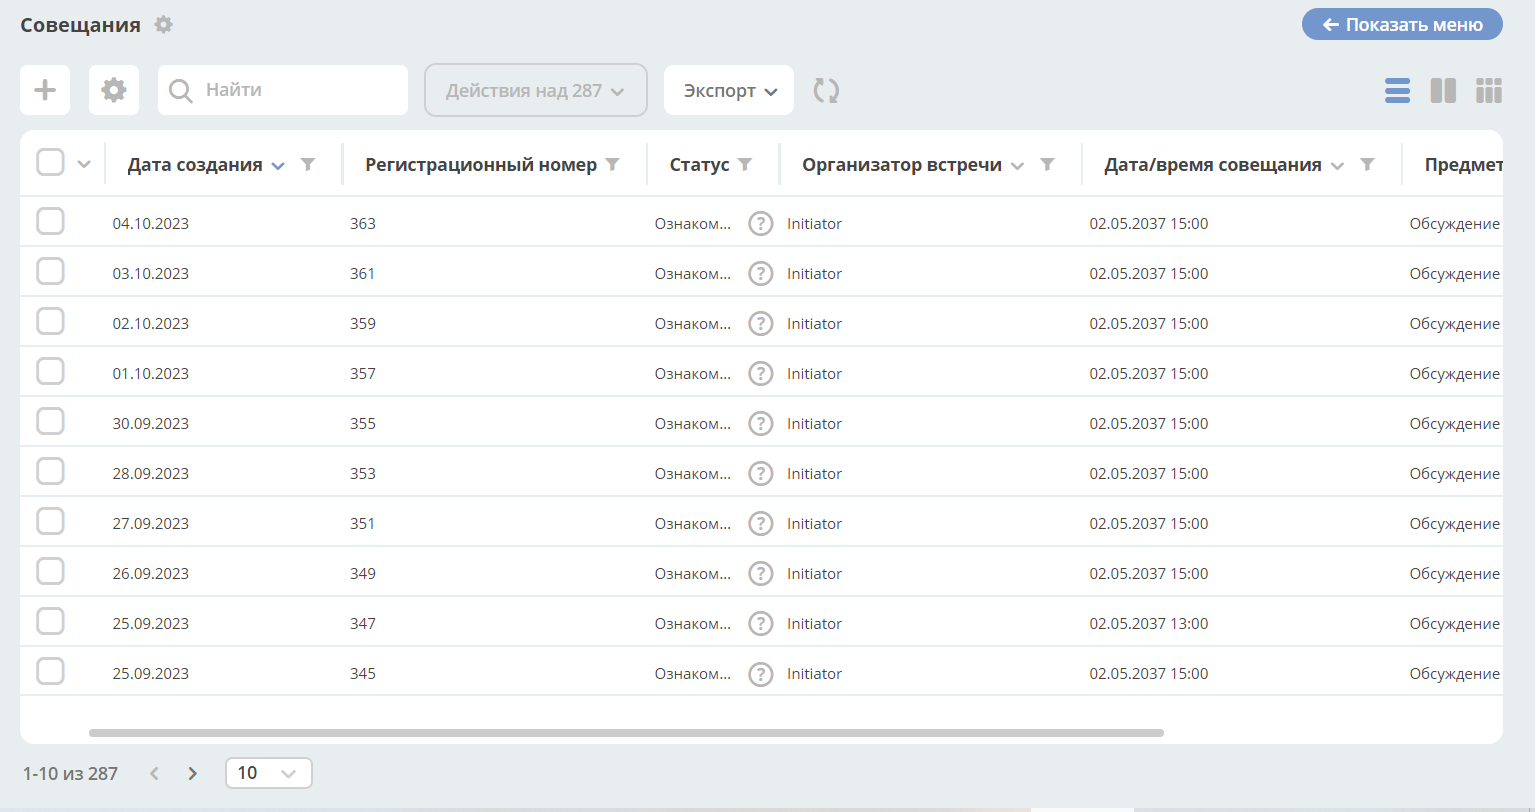 Совещания
Показать меню
Найти
Действия над 287
Экспорт
Дата создания Регистрационный номер Статус Организатор встречи Дата/время совещания Предмет
04.10.2023 363 Ознаком... ? Initiator 02.05.2037 15:00 Обсуждение
03.10.2023 361 Ознаком... ? Initiator 02.05.2037 15:00 Обсуждение
02.10.2023 359 Ознаком... ? Initiator 02.05.2037 15:00 Обсуждение
01.10.2023 357 Ознаком... ? Initiator 02.05.2037 15:00 Обсуждение
30.09.2023 355 Ознаком... ? Initiator 02.05.2037 15:00 Обсуждение
28.09.2023 353 Ознаком... ? Initiator 02.05.2037 15:00 Обсуждение
27.09.2023 351 Ознаком... ? Initiator 02.05.2037 15:00 Обсуждение
26.09.2023 349 Ознаком... ? Initiator 02.05.2037 15:00 Обсуждение
25.09.2023 347 Ознаком... ? Initiator 02.05.2037 13:00 Обсуждение
25.09.2023 345 Ознаком... ? Initiator 02.05.2037 15:00 Обсуждение
1-10 из 287
10